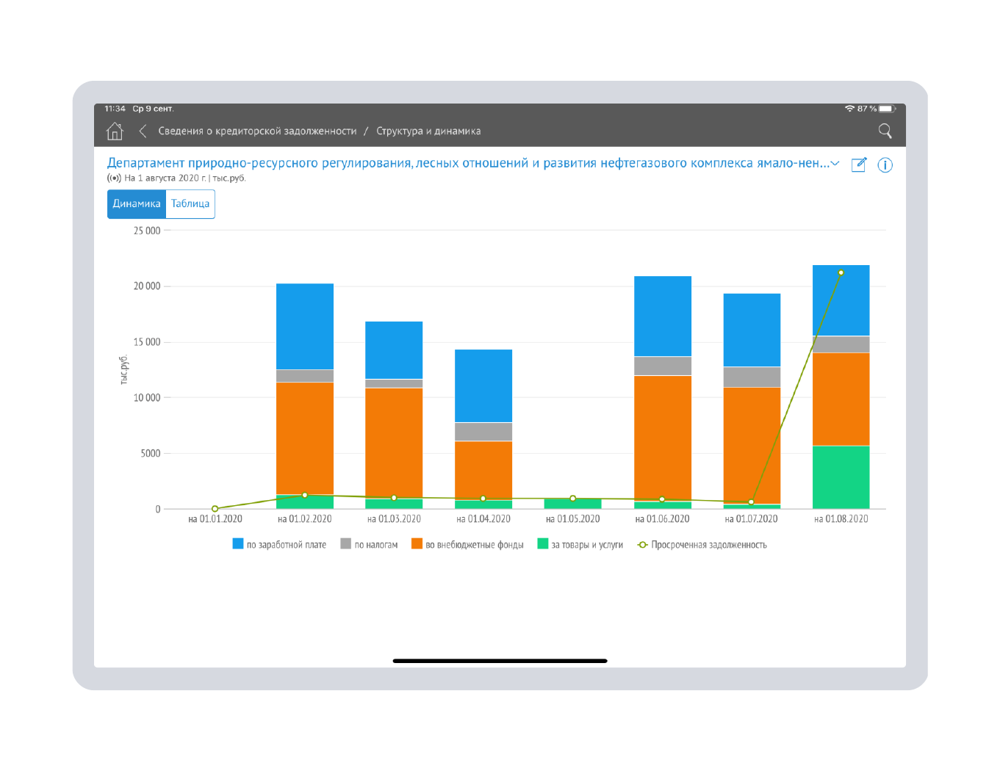 11:34 Ср 9 сент.
87 %
Сведения о кредиторской задолженности / Структура и динамика
Департамент природно-ресурсного регулирования, лесных отношений и развития нефтегазового комплекса ямало-нен...
На 1 августа 2020 г. | тыс.руб.
Динамика Таблица
25 000
20 000
15 000
10 000
5000
0
тыс.руб.
на 01.01.2020 на 01.02.2020 на 01.03.2020 на 01.04.2020 на 01.05.2020 на 01.06.2020 на 01.07.2020 на 01.08.2020
по заработной плате по налогам во внебюджетные фонды за товары и услуги Просроченная задолженность